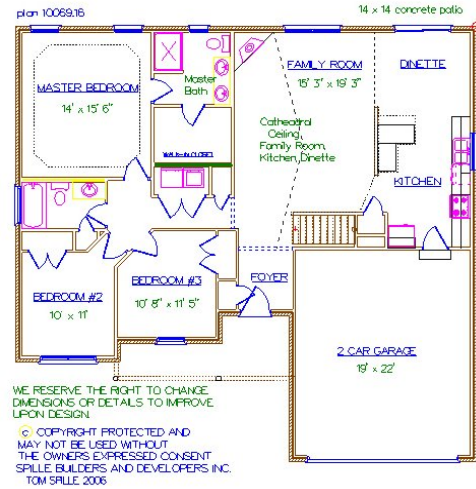 plan 10069.16
14 x 14 concrete patio
MASTER BEDROOM
14' x 15' 6"
Master
Bath
FAMILY ROOM
15' 3" x 19' 3"
DINETTE
Cathedral
Ceiling
Family Room,
Kitchen, Dinette
WALK-IN CLOSET
KITCHEN
BEDROOM #2
10' x 11'
BEDROOM #3
10' 8" x 11' 5"
FOYER
2 CAR GARAGE
19' x 22'
WE RESERVE THE RIGHT TO CHANGE
DIMENSIONS OR DETAILS TO IMPROVE
UPON DESIGN.
c COPYRIGHT PROTECTED AND
MAY NOT BE USED WITHOUT
THE OWNERS EXPRESSED CONSENT
SPILLE BUILDERS AND DEVELOPERS INC.
TOM SPILLE 2006